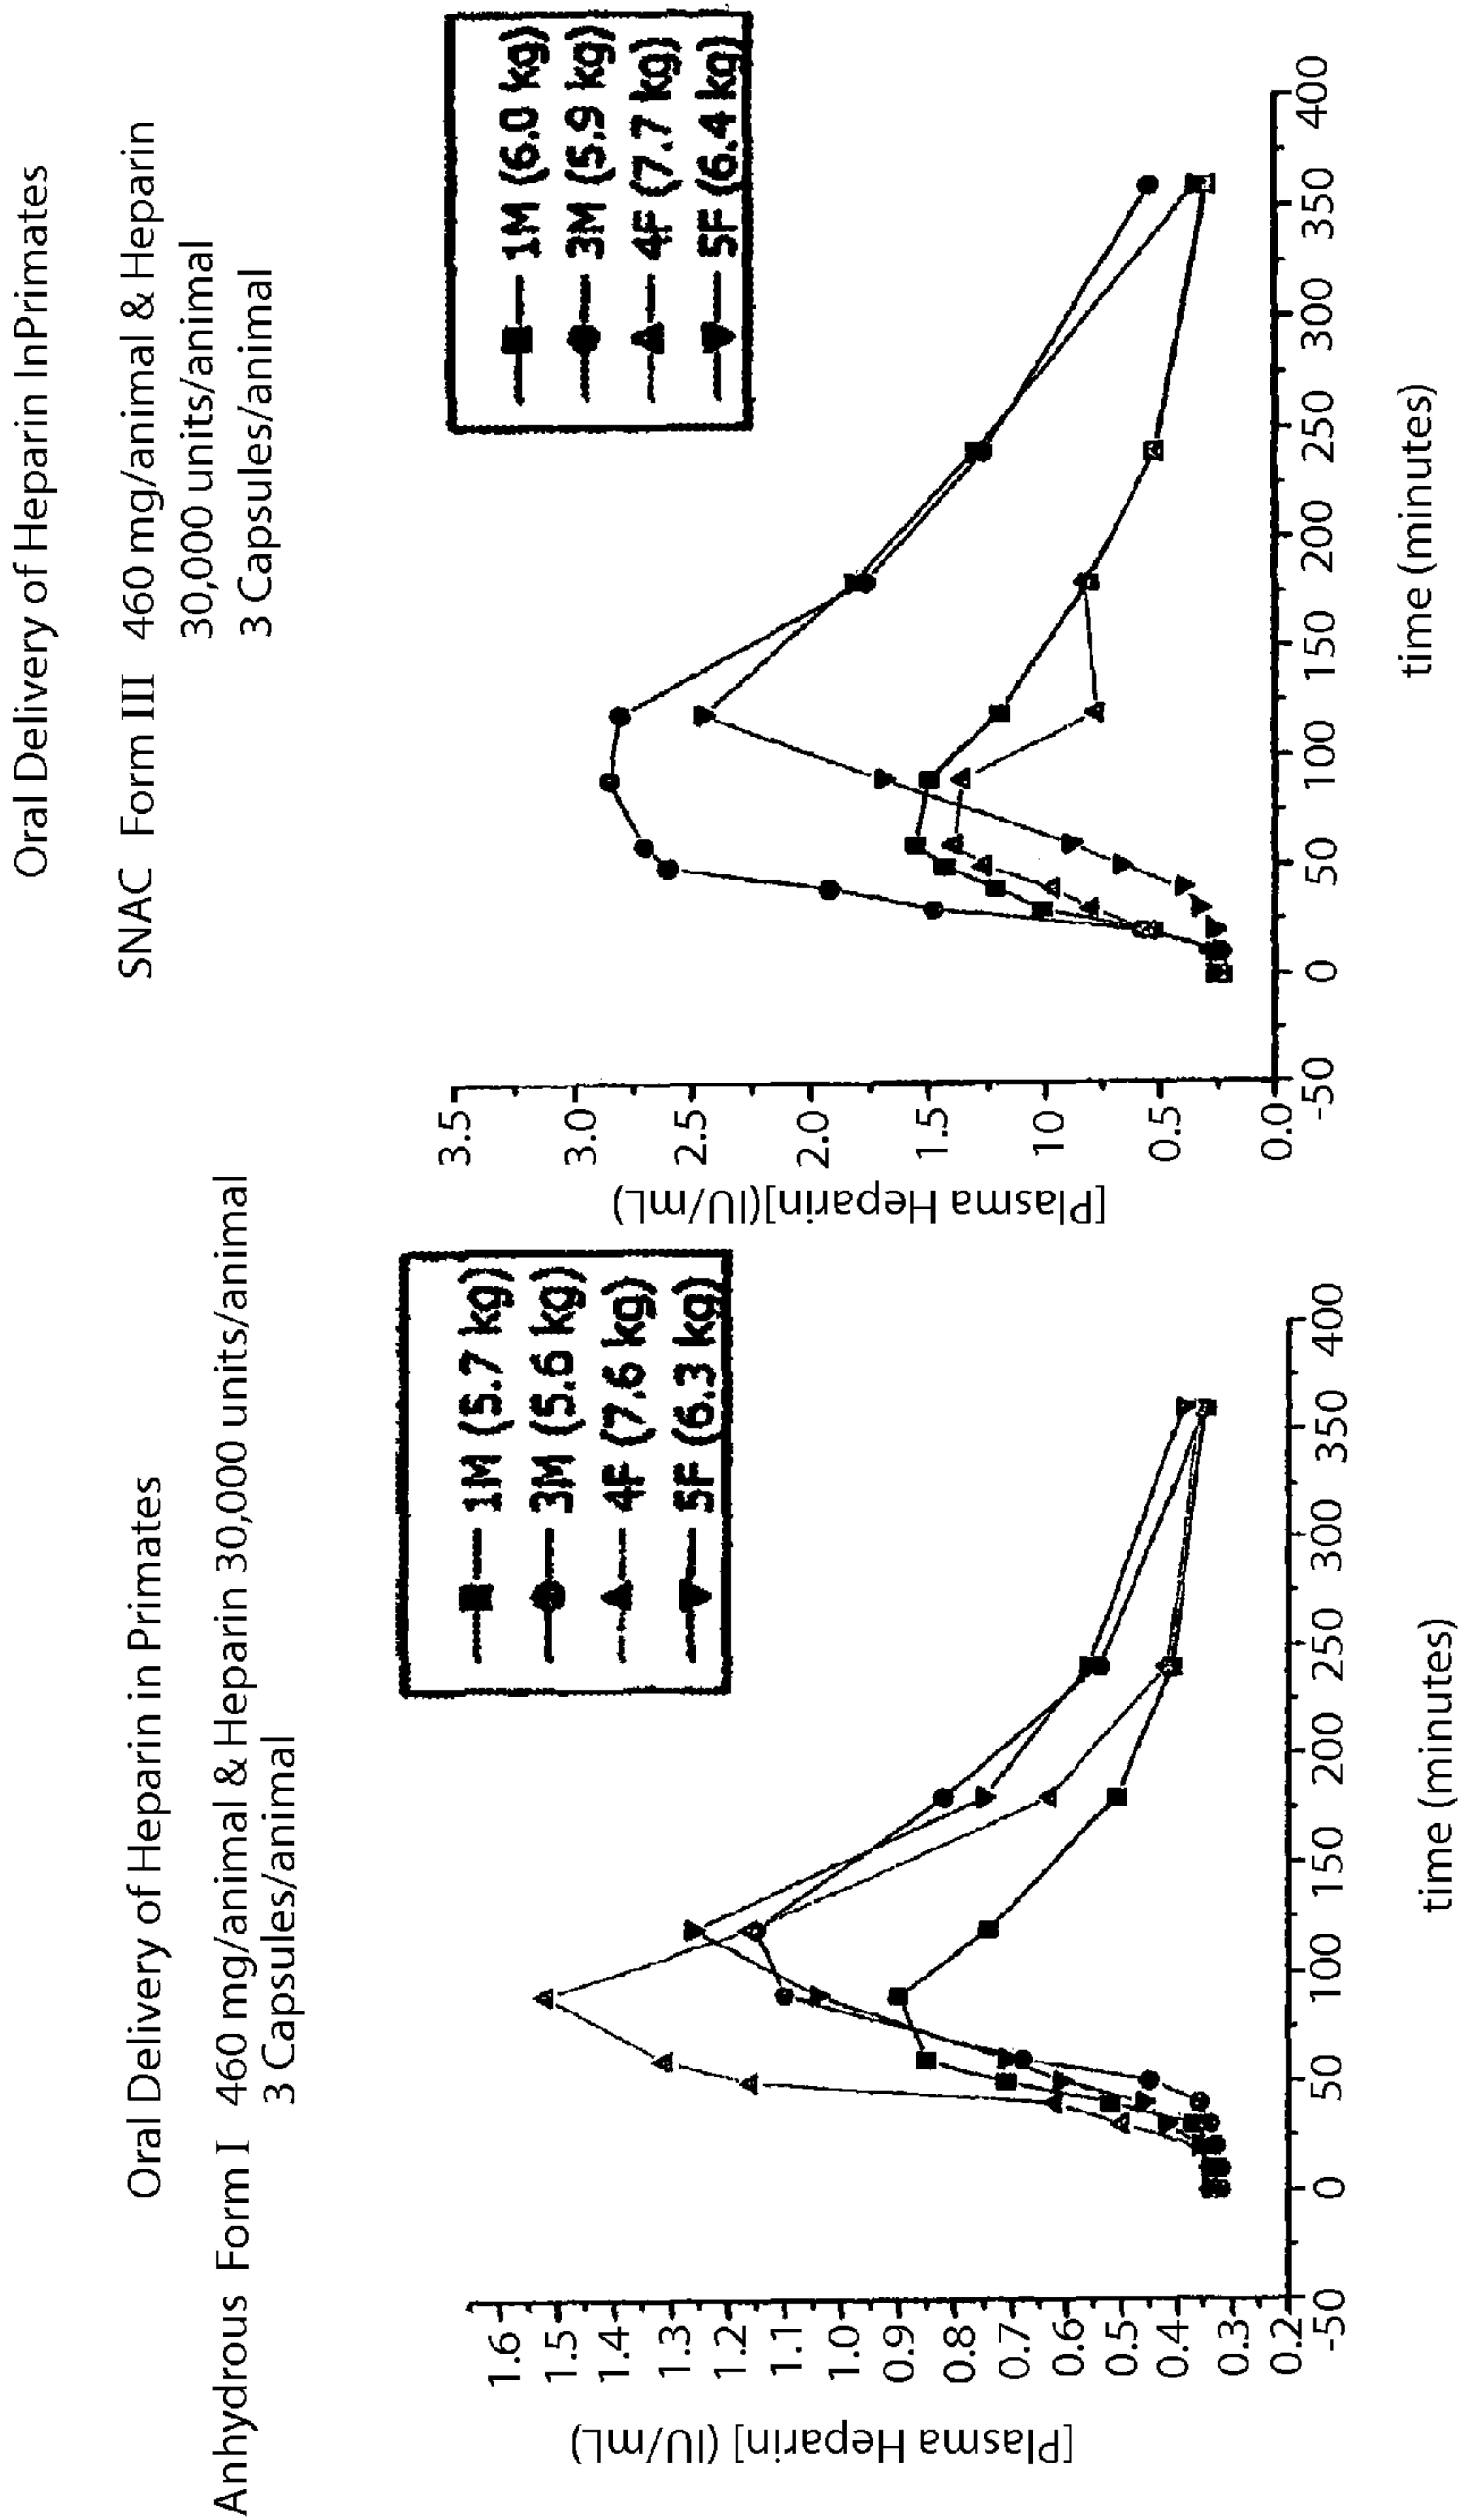 Oral Delivery of Heparin in Primates
Anhydrous Form I 460 mg/animal & Heparin 30,000 units/animal
3 Capsules/animal
1M (5.7 kg)
3M (5.6 kg)
4F (7.6 kg)
5F (6.3 kg)
[Plasma Heparin] (IU/mL)
1.6
1.5
1.4
1.3
1.2
1.1
1.0
0.9
0.8
0.7
0.6
0.5
0.4
0.3
0.2
-50 0 50 100 150 200 250 300 350 400
time (minutes)
Oral Delivery of Heparin InPrimates
SNAC Form III 460 mg/animal & Heparin
30,000 units/animal
3 Capsules/animal
1M (6.0 kg)
3M (5.9 kg)
4F (7.7 kg)
5F (6.4 kg)
[Plasma Heparin](IU/mL)
3.5
3.0
2.5
2.0
1.5
10
0.5
0.0
-50 0 50 100 150 200 250 300 350 400
time (minutes)